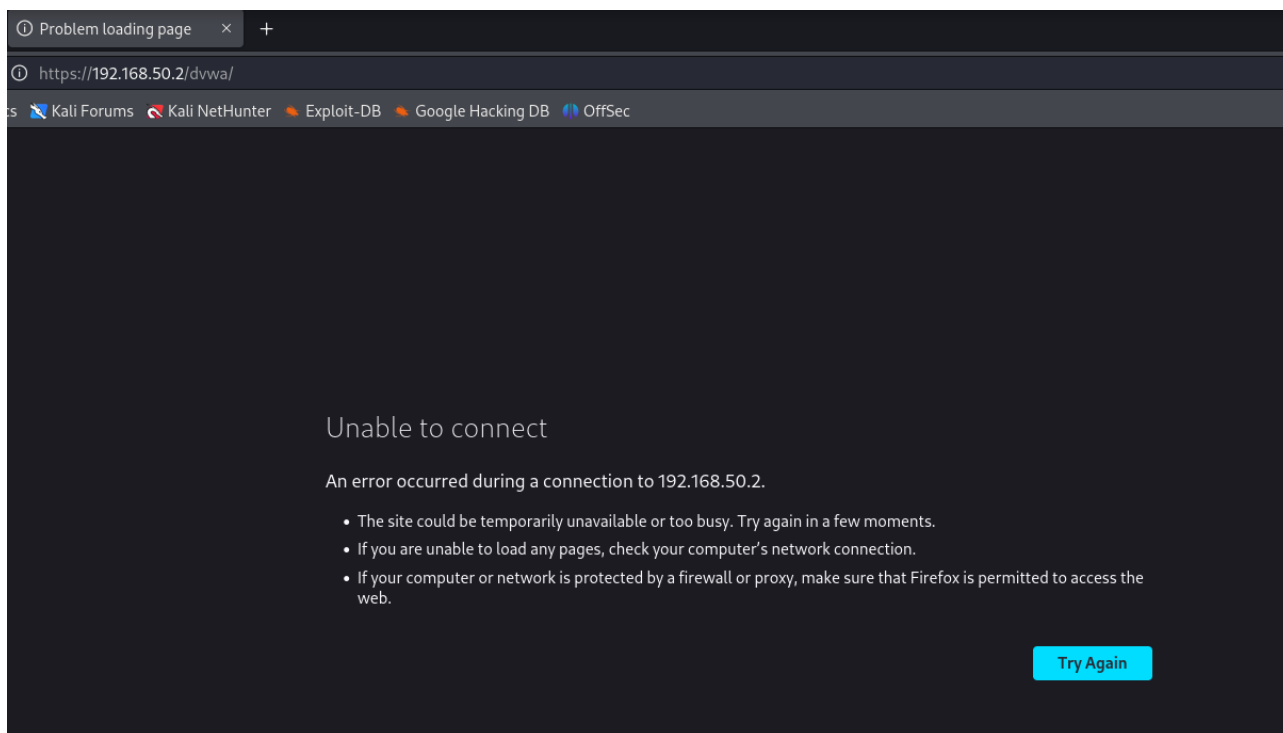 Problem loading page
https://192.168.50.2/dvwa/
Kali Forums Kali NetHunter Exploit-DB Google Hacking DB OffSec
Unable to connect
An error occurred during a connection to 192.168.50.2.
• The site could be temporarily unavailable or too busy. Try again in a few moments.
• If you are unable to load any pages, check your computer’s network connection.
• If your computer or network is protected by a firewall or proxy, make sure that Firefox is permitted to access the
web.
Try Again